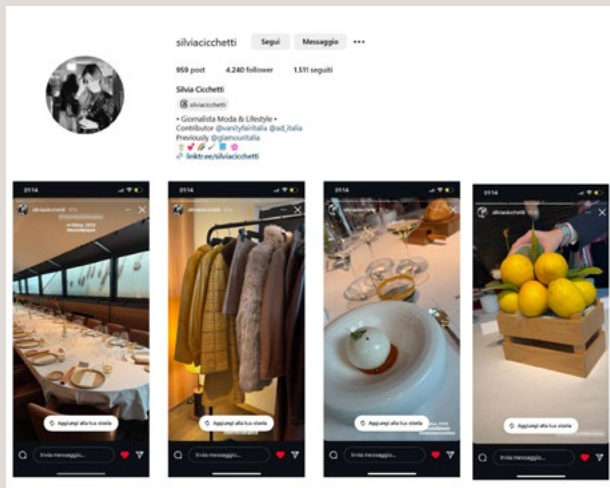 silviacicchetti Segui Messaggio
959 post 4.240 follower 1.511 seguiti
Silvia Cicchetti
silviacicchetti
• Giornalista Moda & Lifestyle •
Contributor @vanityfairitalia @ad_italia
Previously @glamouritalia
linktr.ee/silviacicchetti
01:14
silviacicchetti
Aggiungi alla tua storia
Invia messaggio...
01:14
silviacicchetti
Aggiungi alla tua storia
Invia messaggio...
01:14
silviacicchetti
Aggiungi alla tua storia
Invia messaggio...
01:14
silviacicchetti
Aggiungi alla tua storia
Invia messaggio...